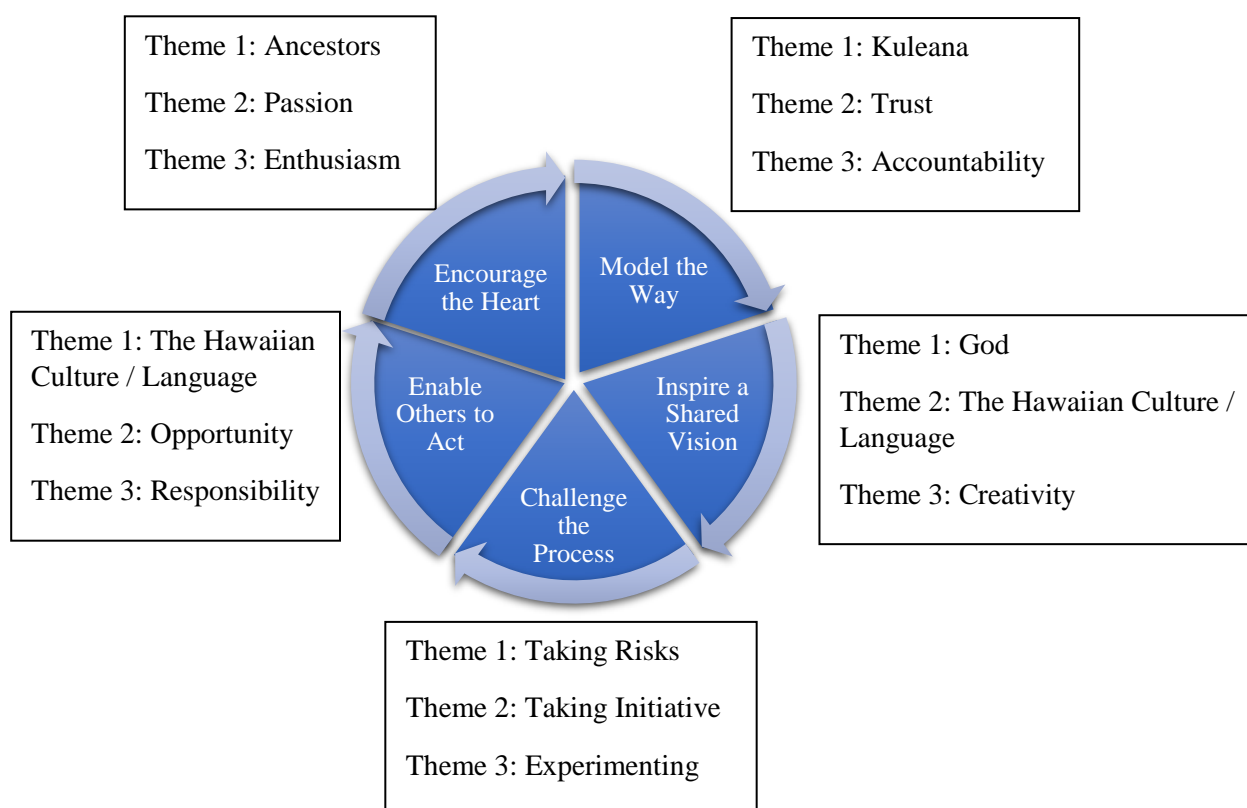 Theme 1: Ancestors
Theme 2: Passion
Theme 3: Enthusiasm
Theme 1: Kuleana
Theme 2: Trust
Theme 3: Accountability
Encourage
the Heart
Model the
Way
Theme 1: The Hawaiian
Culture / Language
Theme 2: Opportunity
Theme 3: Responsibility
Enable
Others to
Act
Inspire a
Shared
Vision
Theme 1: God
Theme 2: The Hawaiian Culture /
Language
Theme 3: Creativity
Challenge
the
Process
Theme 1: Taking Risks
Theme 2: Taking Initiative
Theme 3: Experimenting